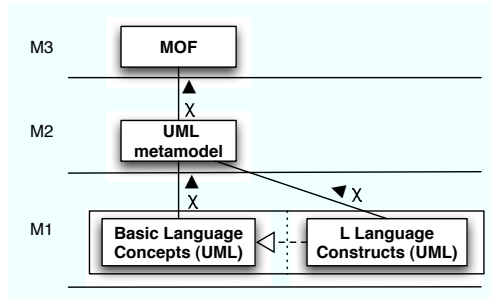 M3
MOF
χ
M2
UML
metamodel
χ
χ
M1
Basic Language
Concepts (UML)
L Language
Constructs (UML)